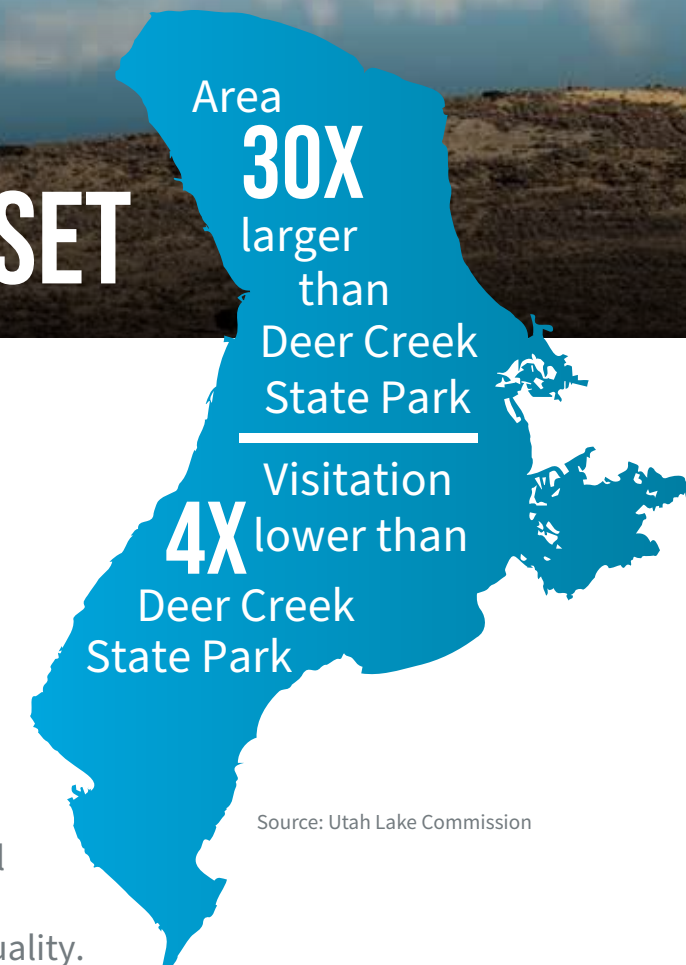 Area
30X
larger
than
Deer Creek
State Park
Visitation
4X lower than
Deer Creek
State Park
SET
Source: Utah Lake Commission
l
uality.